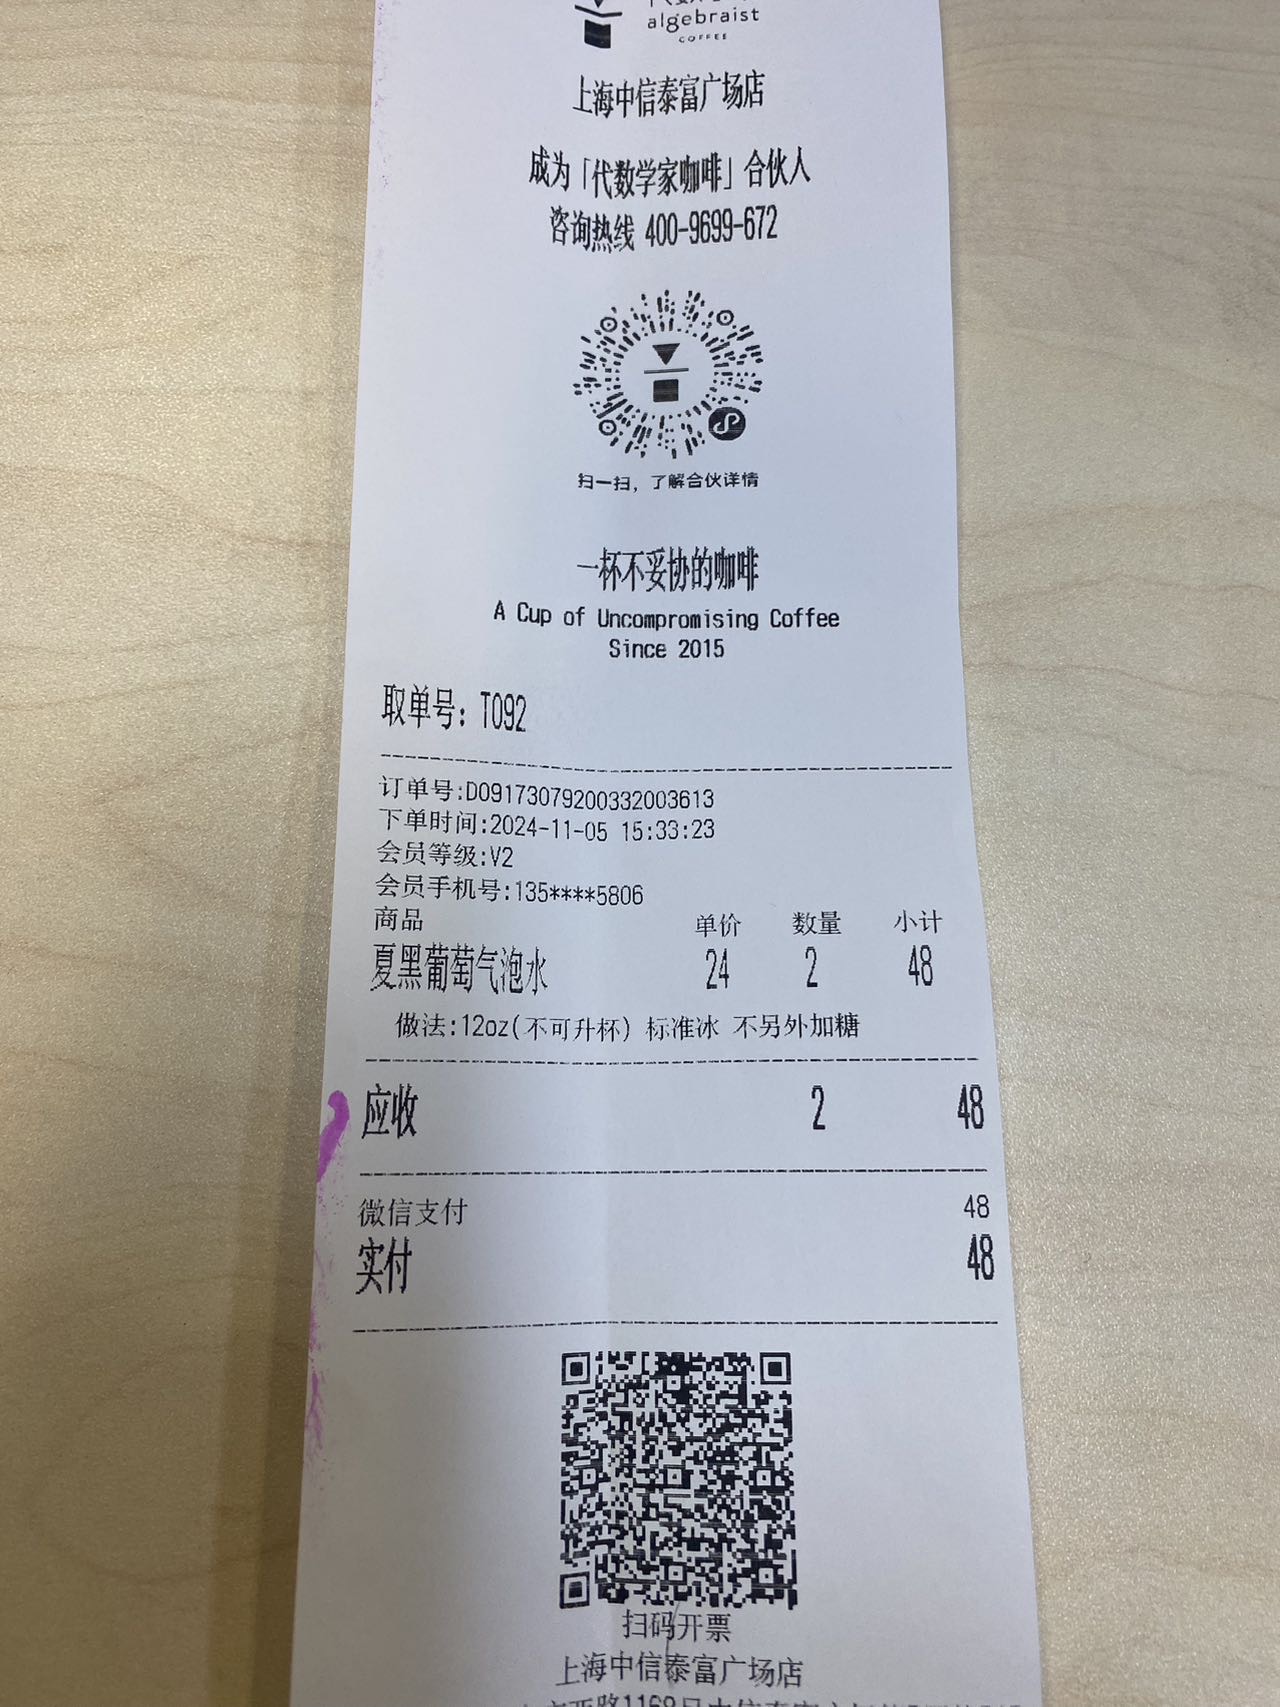 algebraist
COFFEE
上海中信泰富广场店
成为「代数学家咖啡」合伙人
咨询热线 400-9699-672
扫一扫，了解合伙详情
一杯不妥协的咖啡
A Cup of Uncompromising Coffee
Since 2015
取单号: T092
订单号:D09173079200332003613
下单时间:2024-11-05 15:33:23
会员等级:V2
会员手机号:135****5806
商品 单价 数量 小计
夏黑葡萄气泡水 24 2 48
做法:12oz(不可升杯) 标准冰 不另外加糖
应收 2 48
微信支付 48
实付 48
扫码开票
上海中信泰富广场店